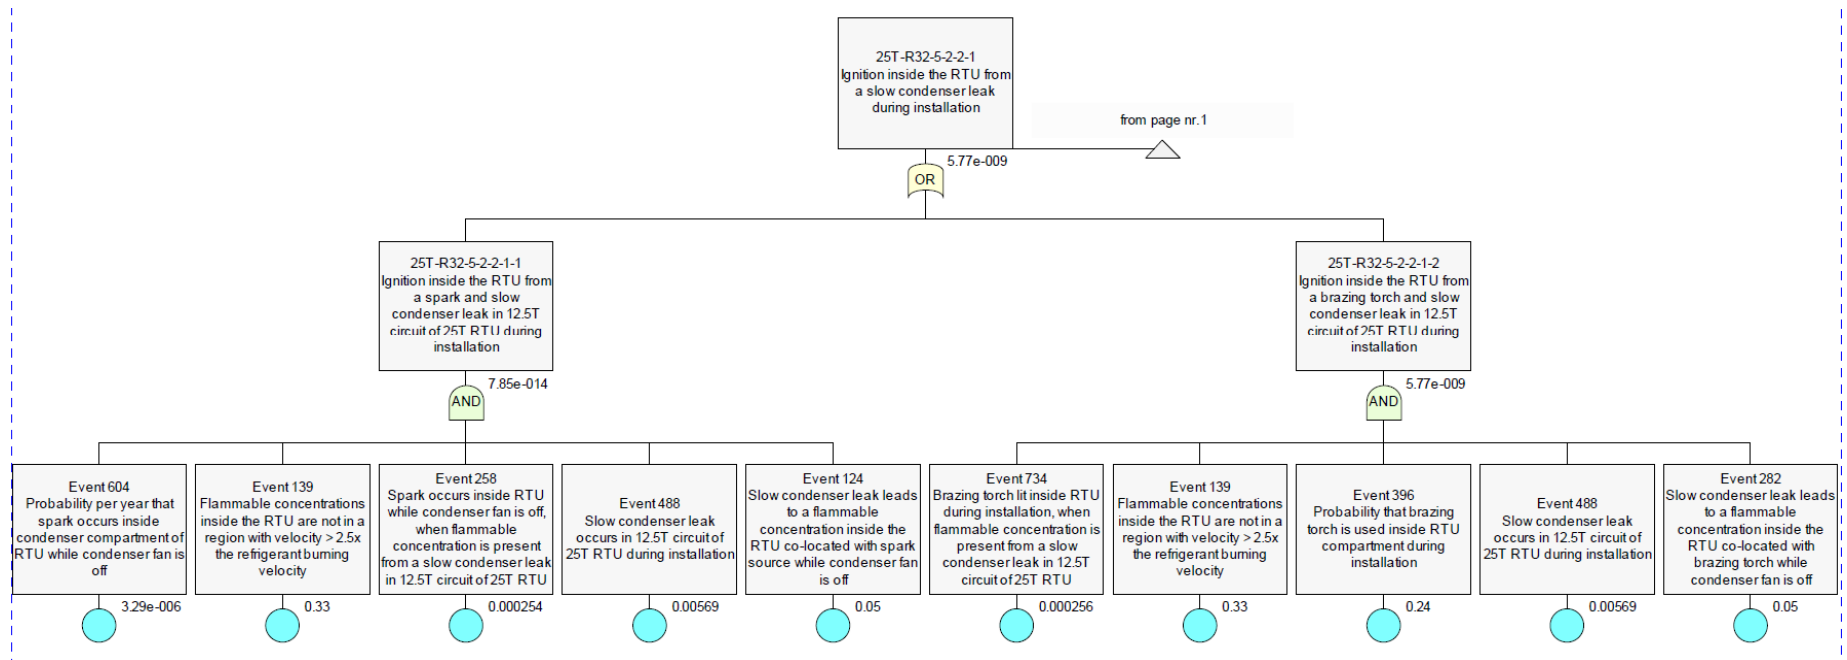 25T-R32-5-2-2-1
Ignition inside the RTU from
a slow condenser leak
during installation
from page nr.1
5.77e-009
OR
25T-R32-5-2-2-1-1
Ignition inside the RTU from
a spark and slow
condenser leak in 12.5T
circuit of 25T RTU during
installation
7.85e-014
AND
25T-R32-5-2-2-1-2
Ignition inside the RTU from
a brazing torch and slow
condenser leak in 12.5T
circuit of 25T RTU during
installation
5.77e-009
AND
Event 604
Probability per year that
spark occurs inside
condenser compartment of
RTU while condenser fan is
off
3.29e-006
Event 139
Flammable concentrations
inside the RTU are not in a
region with velocity > 2.5x
the refrigerant burning
velocity
0.33
Event 258
Spark occurs inside RTU
while condenser fan is off,
when flammable
concentration is present
from a slow condenser leak
in 12.5T circuit of 25T RTU
0.000254
Event 488
Slow condenser leak
occurs in 12.5T circuit of
25T RTU during installation
0.00569
Event 124
Slow condenser leak leads
to a flammable
concentration inside the
RTU co-located with spark
source while condenser fan
is off
0.05
Event 734
Brazing torch lit inside RTU
during installation, when
flammable concentration is
present from a slow
condenser leak in 12.5T
circuit of 25T RTU
0.000256
Event 139
Flammable concentrations
inside the RTU are not in a
region with velocity > 2.5x
the refrigerant burning
velocity
0.33
Event 396
Probability that brazing
torch is used inside RTU
compartment during
installation
0.24
Event 488
Slow condenser leak
occurs in 12.5T circuit of
25T RTU during installation
0.00569
Event 282
Slow condenser leak leads
to a flammable
concentration inside the
RTU co-located with
brazing torch while
condenser fan is off
0.05